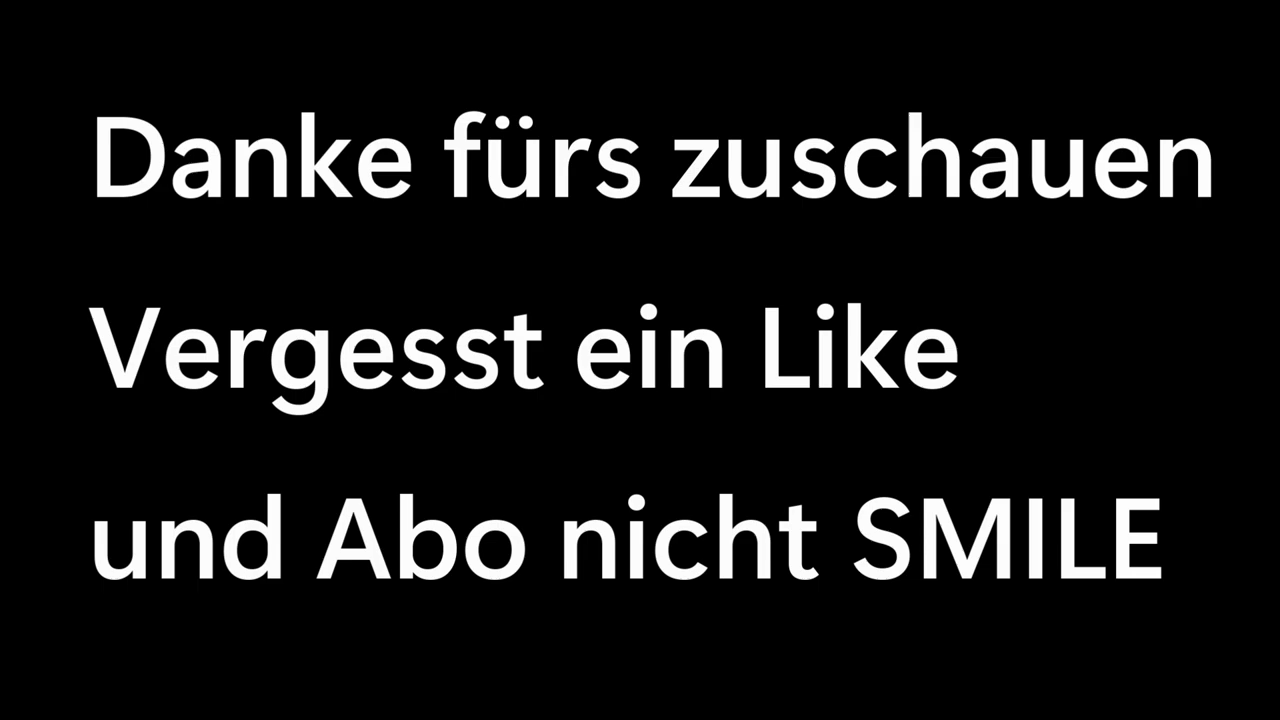 Danke fürs zuschauen
Vergesst ein Like
und Abo nicht SMILE